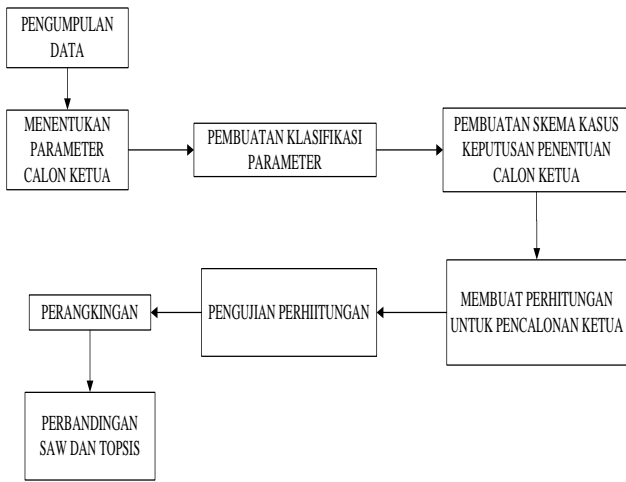 PENGUMPULAN
DATA
MENENTUKAN
PARAMETER
CALON KETUA
PEMBUATAN KLASIFIKASI
PARAMETER
PEMBUATAN SKEMA KASUS
KEPUTUSAN PENENTUAN
CALON KETUA
MEMBUAT PERHITUNGAN
UNTUK PENCALONAN KETUA
PENGUJIAN PERHIITUNGAN
PERANGKINGAN
PERBANDINGAN
SAW DAN TOPSIS